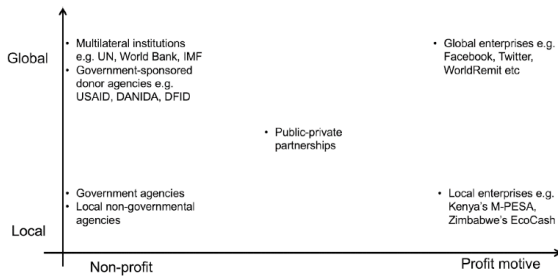 Global
• Multilateral institutions
e.g. UN, World Bank, IMF
• Government-sponsored
donor agencies e.g.
USAID, DANIDA, DFID
• Global enterprises e.g.
Facebook, Twitter,
WorldRemit etc
• Public-private
partnerships
• Government agencies
• Local non-governmental
agencies
• Local enterprises e.g.
Kenya's M-PESA,
Zimbabwe's EcoCash
Local
Non-profit
Profit motive